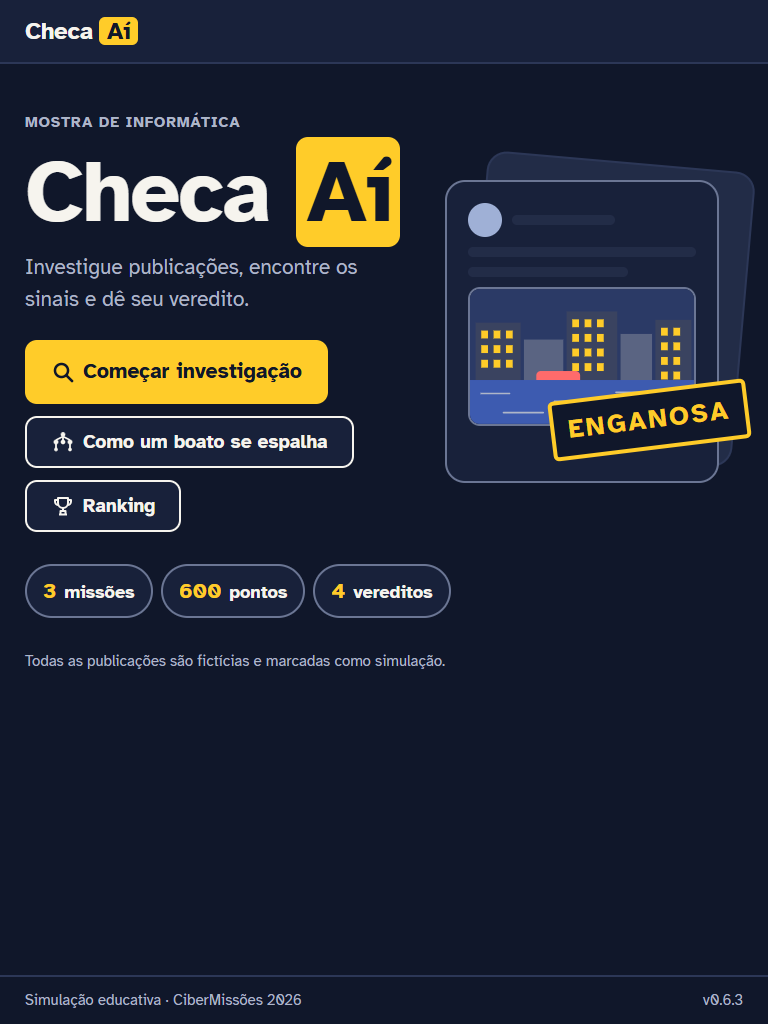 Checa Aí
MOSTRA DE INFORMÁTICA
Checa Aí
Investigue publicações, encontre os
sinais e dê seu veredito.
Começar investigação
Como um boato se espalha
Ranking
ENGANOSA
3 missões 600 pontos 4 vereditos
Todas as publicações são fictícias e marcadas como simulação.
Simulação educativa · CiberMissões 2026 v0.6.3